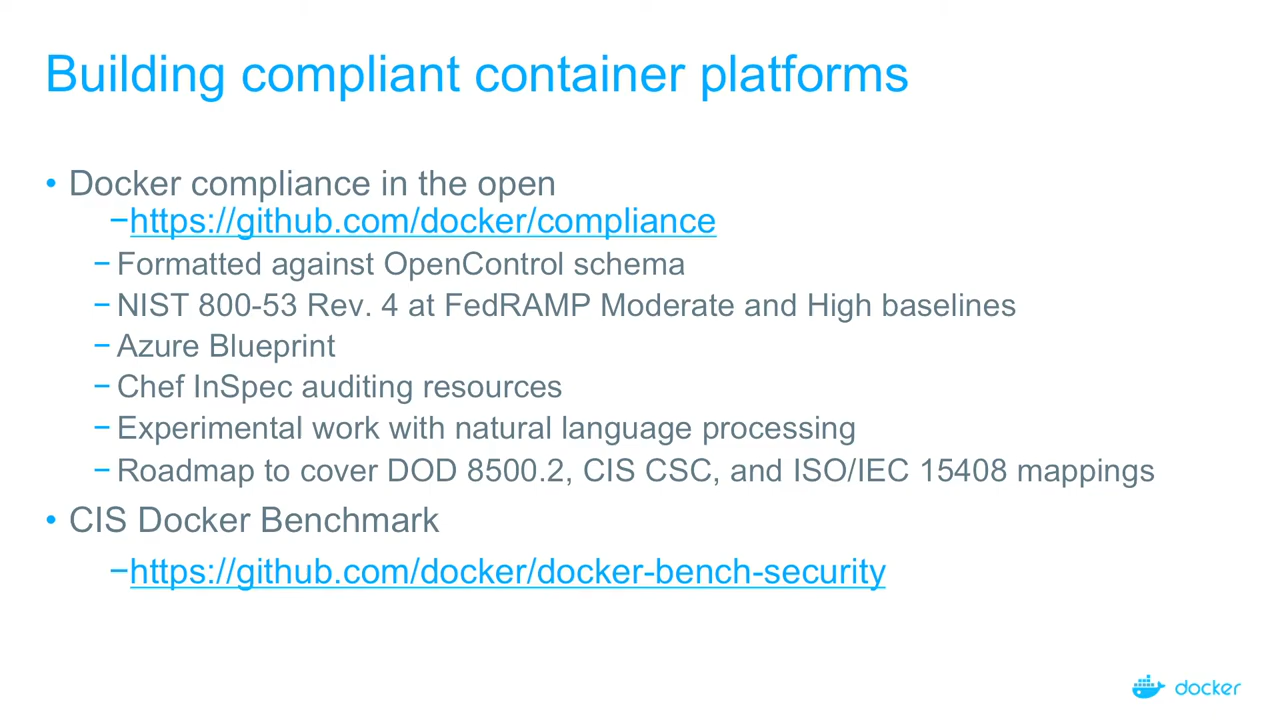 Building compliant container platforms
• Docker compliance in the open
−https://github.com/docker/compliance
− Formatted against OpenControl schema
− NIST 800-53 Rev. 4 at FedRAMP Moderate and High baselines
− Azure Blueprint
− Chef InSpec auditing resources
− Experimental work with natural language processing
− Roadmap to cover DOD 8500.2, CIS CSC, and ISO/IEC 15408 mappings
• CIS Docker Benchmark
−https://github.com/docker/docker-bench-security
docker